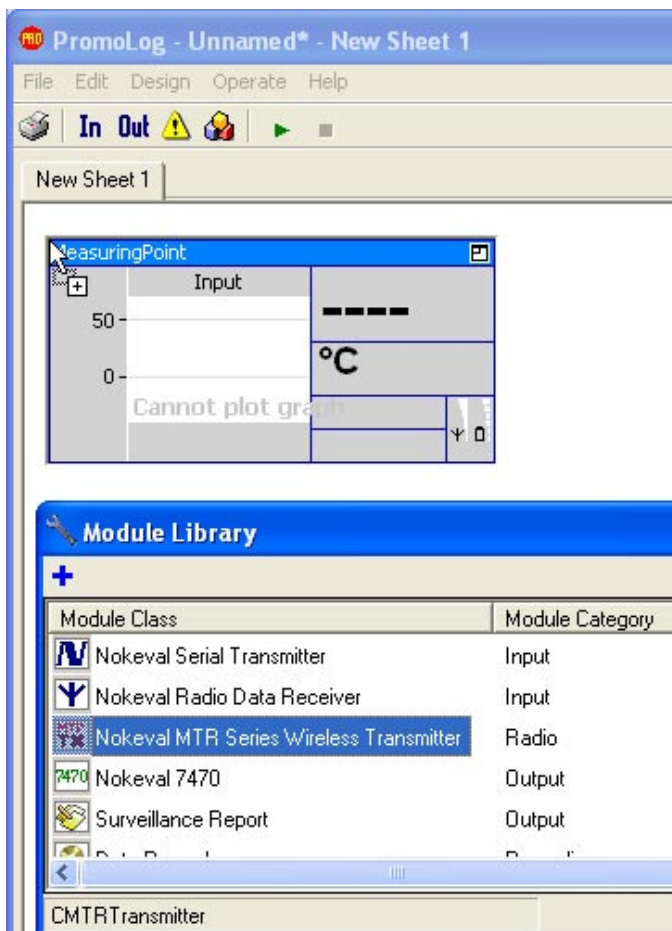 PromoLog - Unnamed* - New Sheet 1
File Edit Design Operate Help
In Out
New Sheet 1
MeasuringPoint
Input
50
0
Cannot plot graph
----
°C
Module Library
Module Class Module Category
Nokeval Serial Transmitter Input
Nokeval Radio Data Receiver Input
Nokeval MTR Series Wireless Transmitter Radio
7470 Nokeval 7470 Output
Surveillance Report Output
CMTRTransmitter